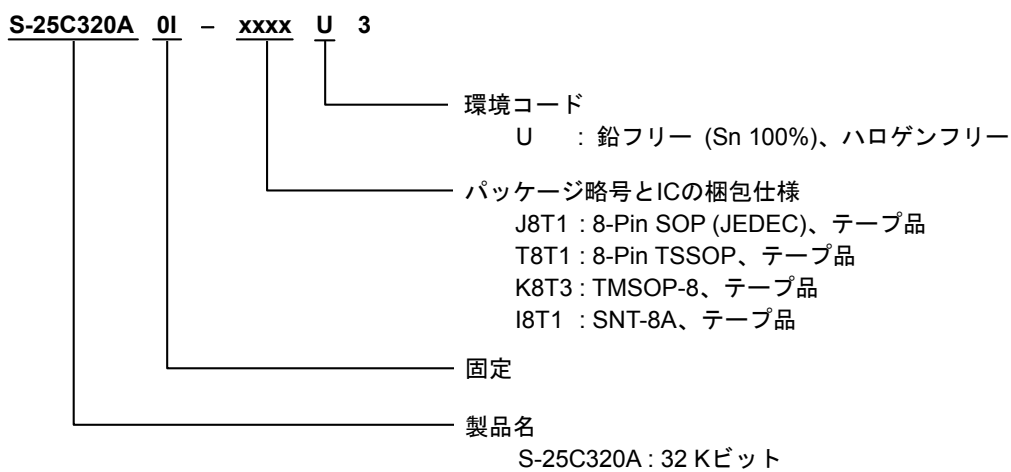 S-25C320A 0I – xxxx U 3
環境コード
U : 鉛フリー (Sn 100%)、ハロゲンフリー
パッケージ略号とICの梱包仕様
J8T1 : 8-Pin SOP (JEDEC)、テープ品
T8T1 : 8-Pin TSSOP、テープ品
K8T3 : TMSOP-8、テープ品
I8T1 : SNT-8A、テープ品
固定
製品名
S-25C320A : 32 Kビット